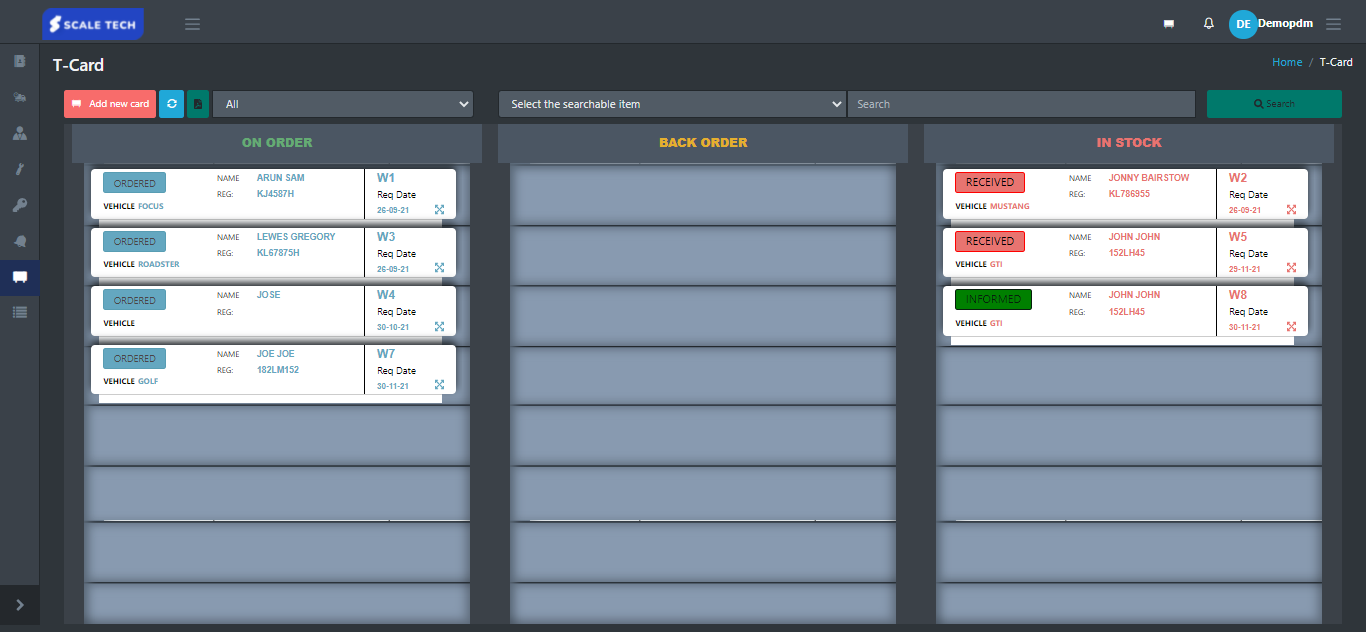 SCALE TECH
DE Demopdm
T-Card
Home / T-Card
Add new card
All
Select the searchable item
Search
Search
ON ORDER
ORDERED NAME ARUN SAM W1
REG: KJ4587H Req Date
VEHICLE FOCUS 26-09-21
ORDERED NAME LEWES GREGORY W3
REG: KL67875H Req Date
VEHICLE ROADSTER 26-09-21
ORDERED NAME JOSE W4
REG: Req Date
VEHICLE 30-10-21
ORDERED NAME JOE JOE W7
REG: 182LM152 Req Date
VEHICLE GOLF 30-11-21
BACK ORDER
IN STOCK
RECEIVED NAME JONNY BAIRSTOW W2
REG: KL786955 Req Date
VEHICLE MUSTANG 26-09-21
RECEIVED NAME JOHN JOHN W5
REG: 152LH45 Req Date
VEHICLE GTI 29-11-21
INFORMED NAME JOHN JOHN W8
REG: 152LH45 Req Date
VEHICLE GTI 30-11-21